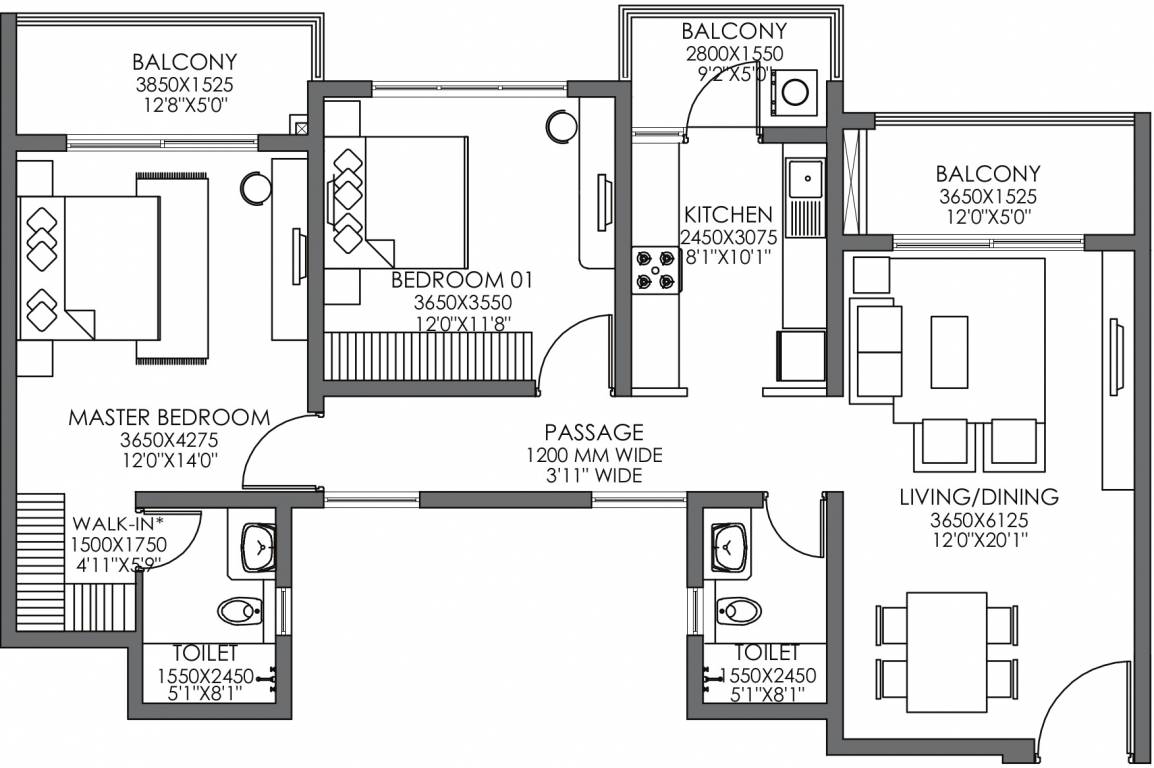 BALCONY
3850X1525
12'8"X5'0"
BALCONY
2800X1550
9'2"X5'0"
BALCONY
3650X1525
12'0"X5'0"
KITCHEN
2450X3075
8'1"X10'1"
BEDROOM 01
3650X3550
12'0"X11'8"
MASTER BEDROOM
3650X4275
12'0"X14'0"
PASSAGE
1200 MM WIDE
3'11" WIDE
LIVING/DINING
3650X6125
12'0"X20'1"
WALK-IN*
1500X1750
4'11"X5'9"
TOILET
1550X2450
5'1"X8'1"
TOILET
1550X2450
5'1"X8'1"